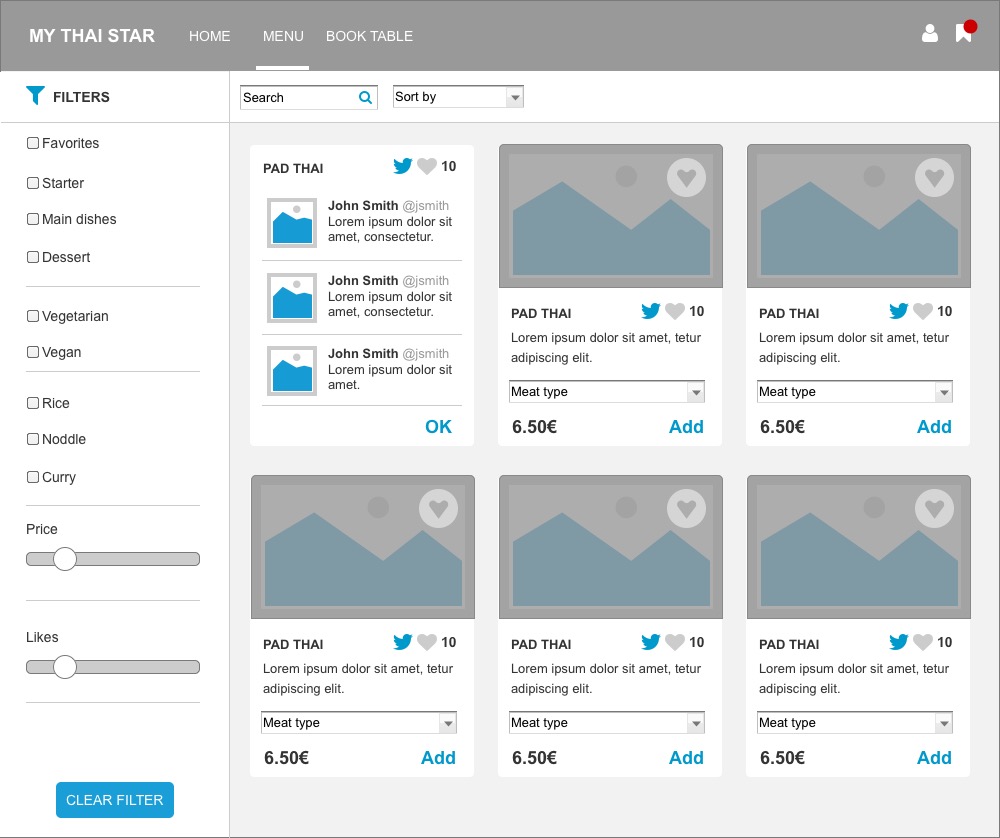 MY THAI STAR HOME MENU BOOK TABLE
FILTERS
Search Sort by
Favorites
Starter
Main dishes
Dessert
Vegetarian
Vegan
Rice
Noddle
Curry
Price
Likes
CLEAR FILTER
PAD THAI 10
John Smith @jsmith
Lorem ipsum dolor sit
amet, consectetur.
John Smith @jsmith
Lorem ipsum dolor sit
amet, consectetur.
John Smith @jsmith
Lorem ipsum dolor sit
amet.
OK
PAD THAI 10
Lorem ipsum dolor sit amet, tetur
adipiscing elit.
Meat type
6.50€ Add
PAD THAI 10
Lorem ipsum dolor sit amet, tetur
adipiscing elit.
Meat type
6.50€ Add
PAD THAI 10
Lorem ipsum dolor sit amet, tetur
adipiscing elit.
Meat type
6.50€ Add
PAD THAI 10
Lorem ipsum dolor sit amet, tetur
adipiscing elit.
Meat type
6.50€ Add
PAD THAI 10
Lorem ipsum dolor sit amet, tetur
adipiscing elit.
Meat type
6.50€ Add